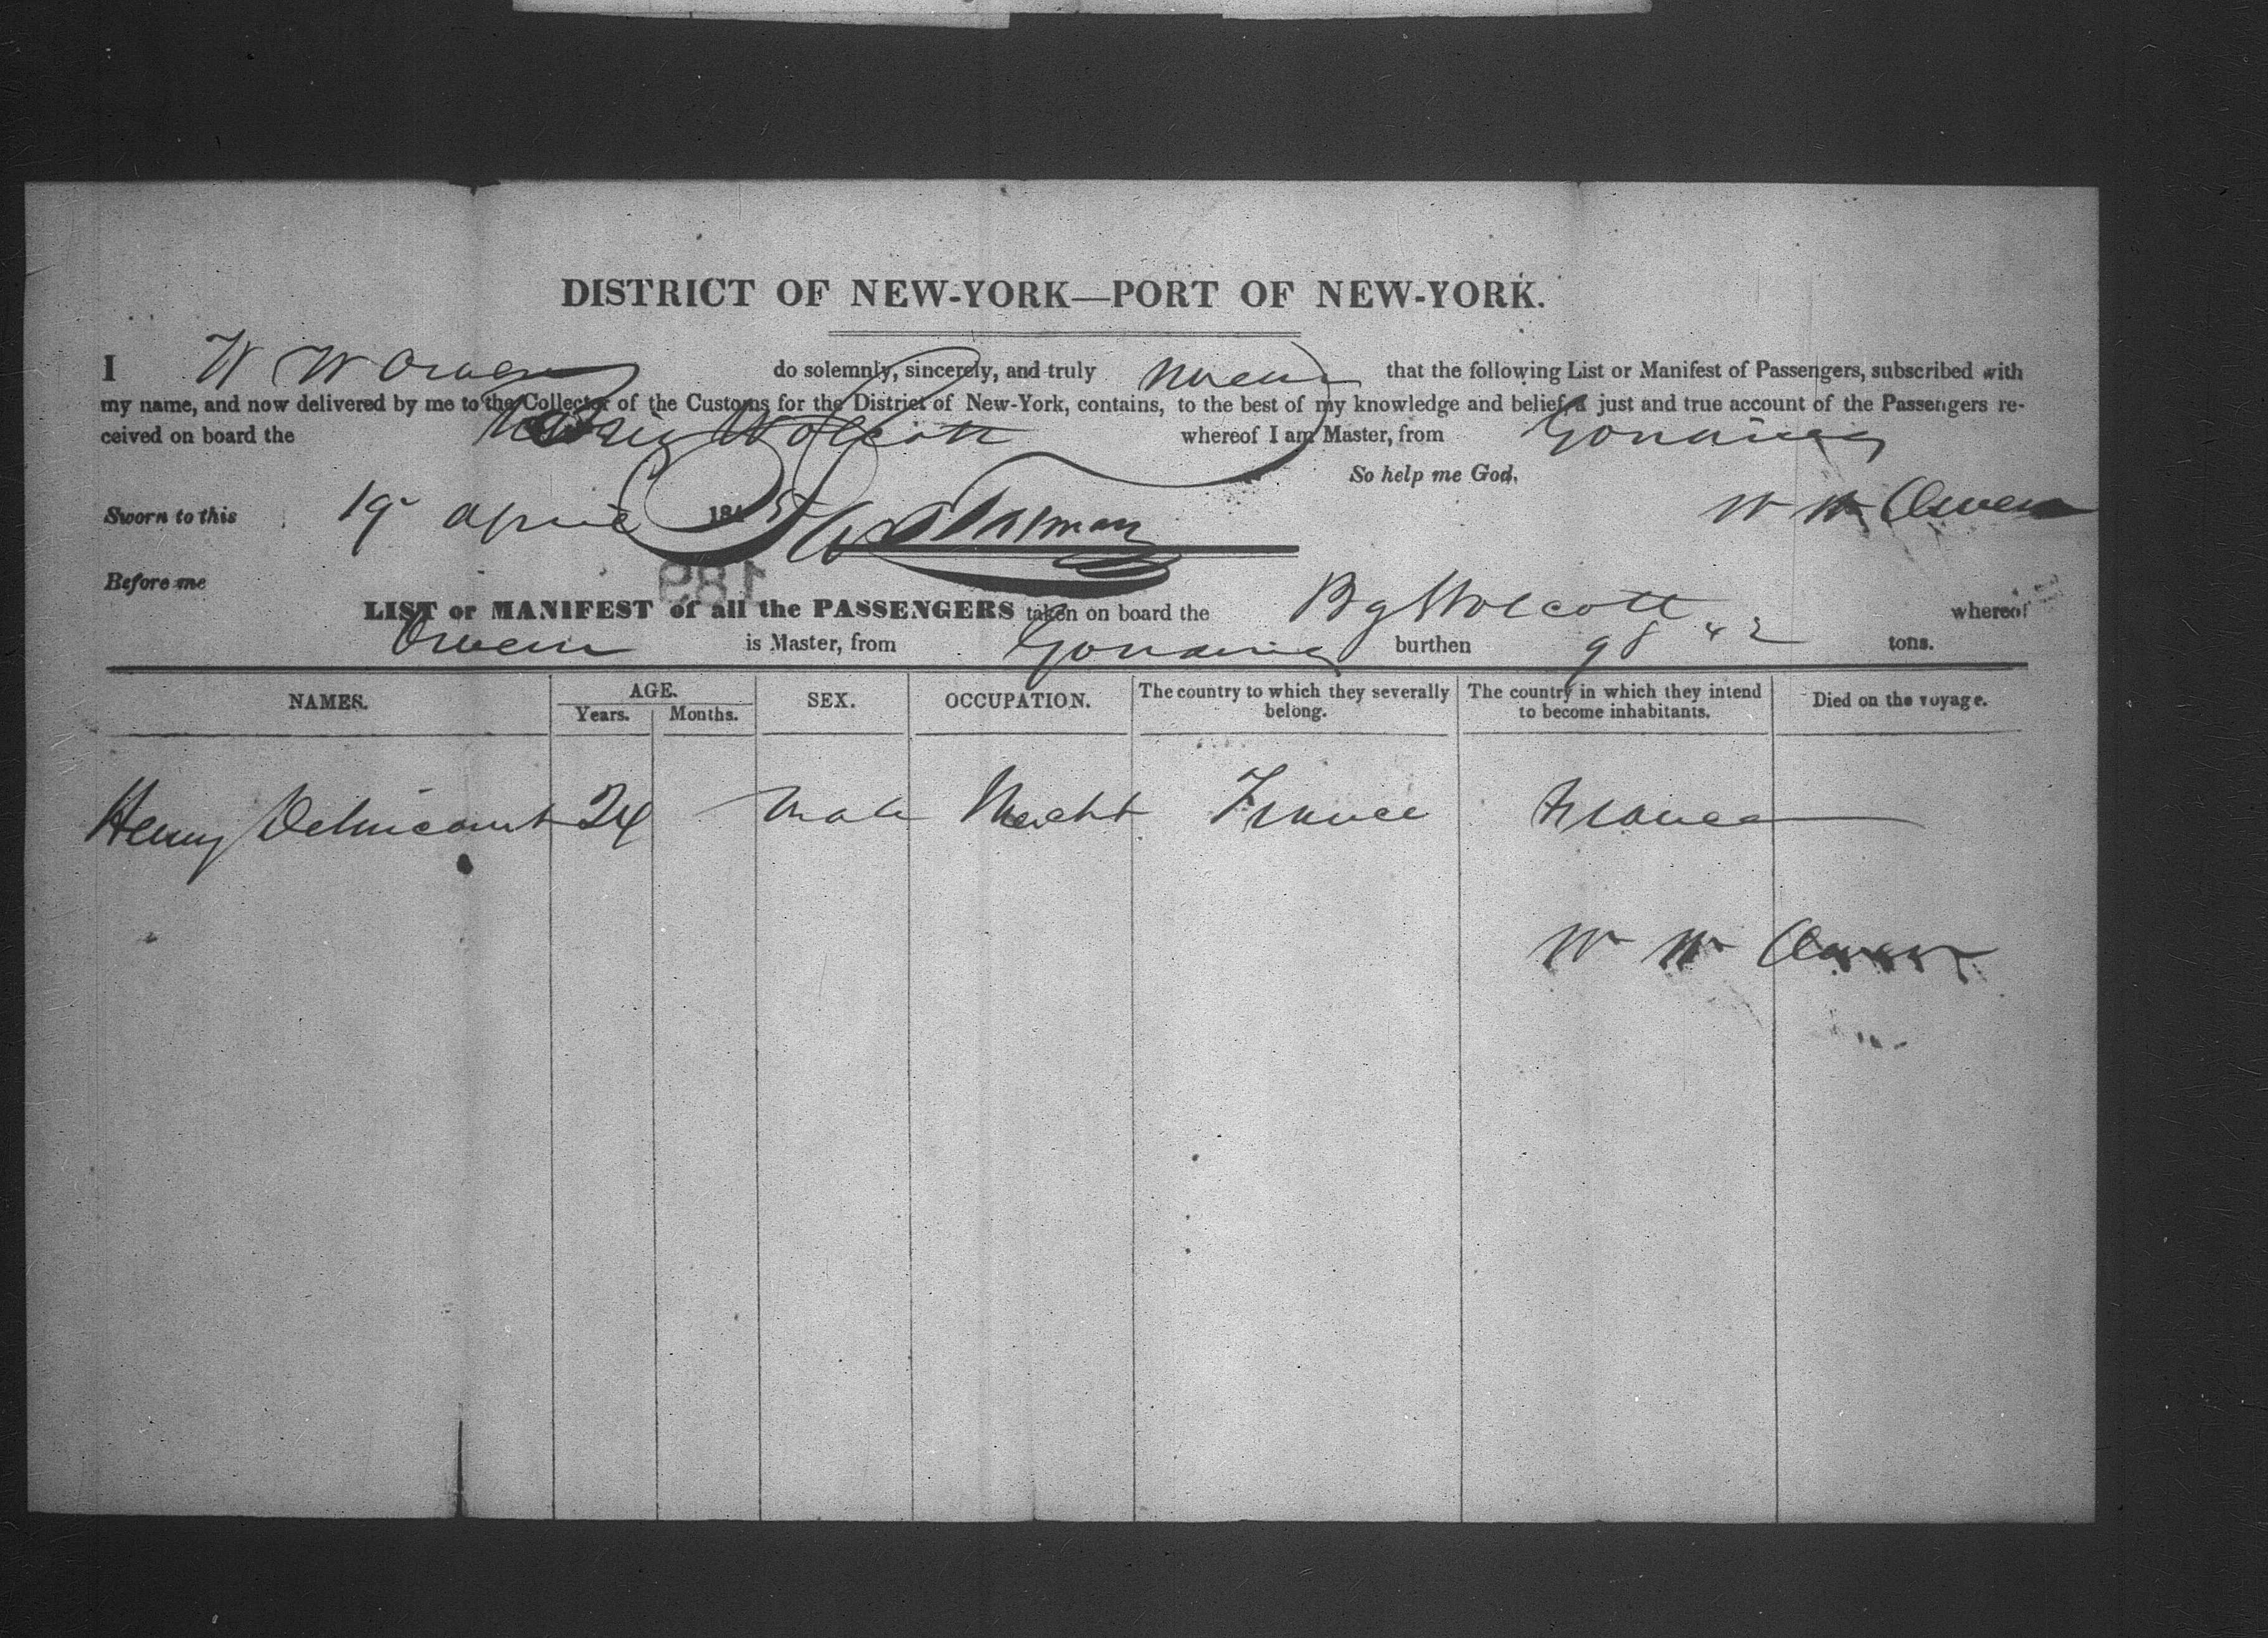 DISTRICT OF NEW-YORK—PORT OF NEW-YORK.
I W W Owen do solemnly, sincerely, and truly swear that the following List or Manifest of Passengers, subscribed with
my name, and now delivered by me to the Collector of the Customs for the District of New-York, contains, to the best of my knowledge and belief, a just and true account of the Passengers re-
ceived on board the Brig Wolcott whereof I am Master, from Gonaives
So help me God.
Sworn to this 19 April 184
W W Owen
Before me
189
LIST or MANIFEST of all the PASSENGERS taken on board the Bg Wolcott whereof
Owen is Master, from Gonaives burthen 98 42 tons.
NAMES. AGE. SEX. OCCUPATION. The country to which they severally belong. The country in which they intend to become inhabitants. Died on the voyage.
Years. Months.
Henry 24 Male Mercht France France
W W Owen